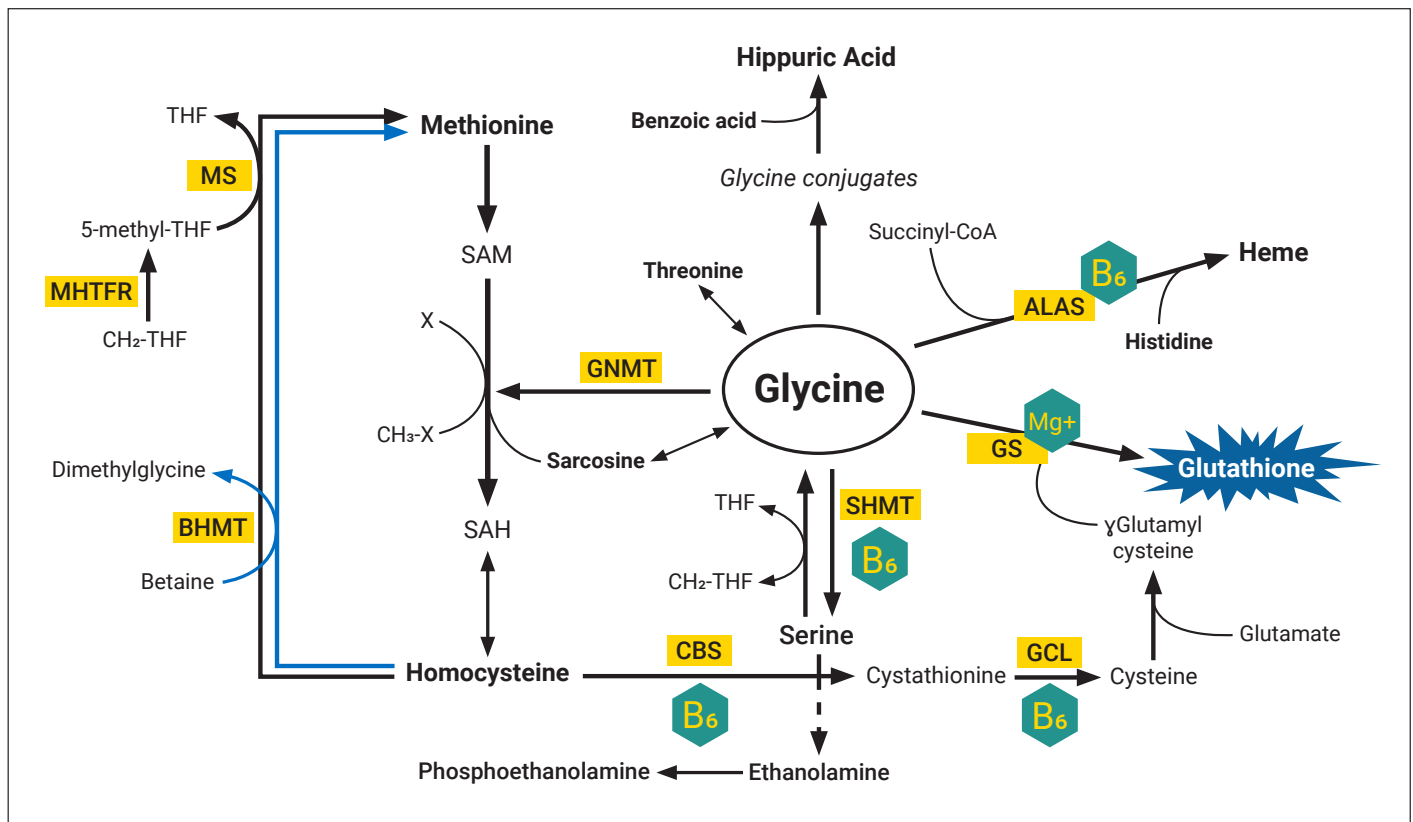 Hippuric Acid
Benzoic acid
Glycine conjugates
THF
MS
5-methyl-THF
MHTFR
CH₂-THF
Methionine
SAM
X
CH₃-X
GNMT
Sarcosine
SAH
Threonine
Glycine
Succinyl-CoA
B₆
ALAS
Heme
Histidine
Mg+
GS
Glutathione
ɣGlutamyl
cysteine
Glutamate
Dimethylglycine
BHMT
Betaine
THF
CH₂-THF
SHMT
B₆
Serine
Homocysteine
CBS
B₆
Cystathionine
GCL
B₆
Cysteine
Phosphoethanolamine
Ethanolamine